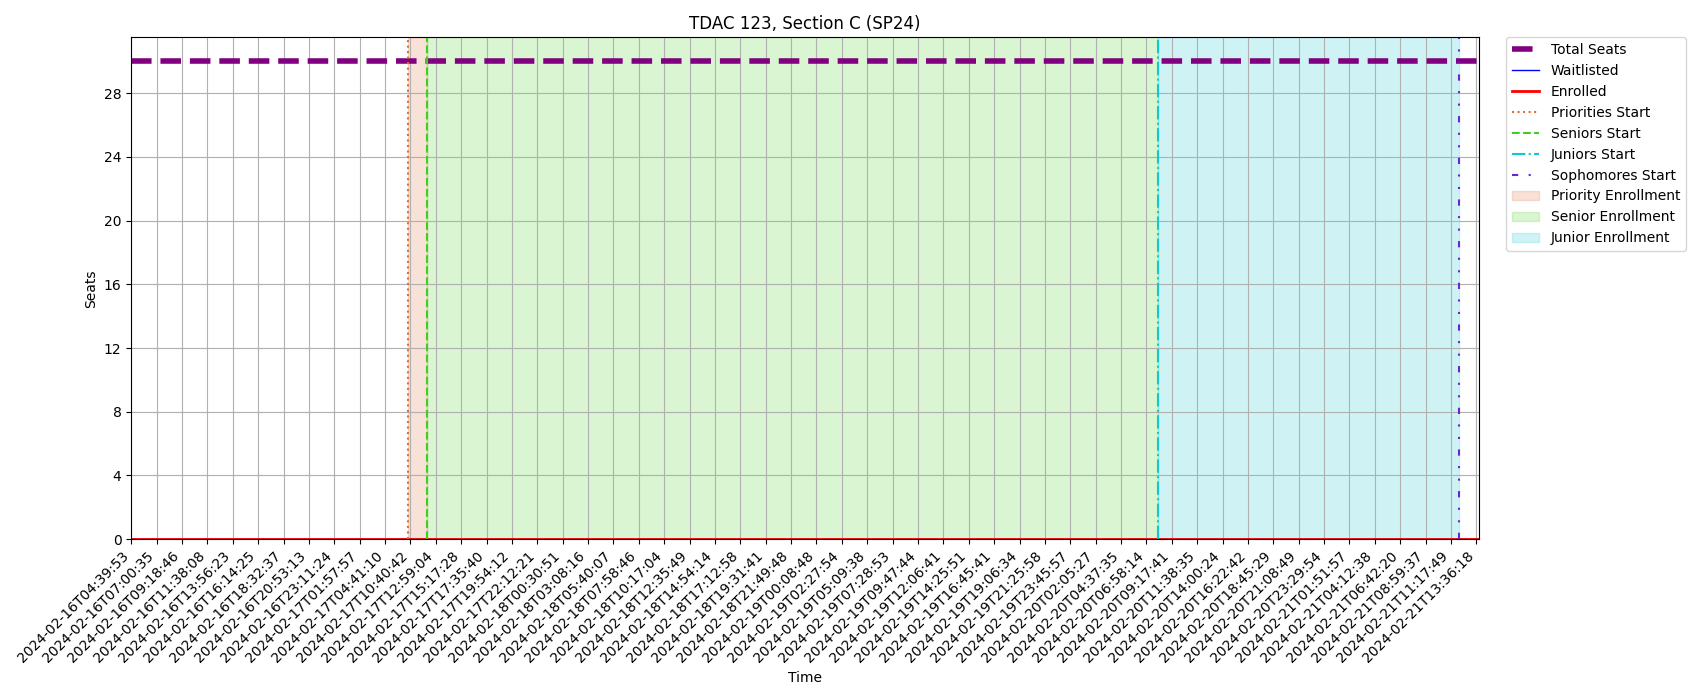 TDAC 123, Section C (SP24)
Total Seats
Waitlisted
Enrolled
Priorities Start
Seniors Start
Juniors Start
Sophomores Start
Priority Enrollment
Senior Enrollment
Junior Enrollment
Seats
28
24
20
16
12
8
4
0
2024-02-16T04:39:53
2024-02-16T07:00:35
2024-02-16T09:18:46
2024-02-16T11:38:08
2024-02-16T13:56:23
2024-02-16T16:14:25
2024-02-16T18:32:37
2024-02-16T20:53:13
2024-02-16T23:11:24
2024-02-17T01:57:57
2024-02-17T04:41:10
2024-02-17T10:40:42
2024-02-17T12:59:04
2024-02-17T15:17:28
2024-02-17T17:35:40
2024-02-17T19:54:12
2024-02-17T22:12:21
2024-02-18T00:30:51
2024-02-18T03:08:16
2024-02-18T05:40:07
2024-02-18T07:58:46
2024-02-18T10:17:04
2024-02-18T12:35:49
2024-02-18T14:54:14
2024-02-18T17:12:58
2024-02-18T19:31:41
2024-02-18T21:49:48
2024-02-19T00:08:48
2024-02-19T02:27:54
2024-02-19T05:09:38
2024-02-19T07:28:53
2024-02-19T09:47:44
2024-02-19T12:06:41
2024-02-19T14:25:51
2024-02-19T16:45:41
2024-02-19T19:06:34
2024-02-19T21:25:58
2024-02-19T23:45:57
2024-02-20T02:05:27
2024-02-20T04:37:35
2024-02-20T06:58:14
2024-02-20T09:17:41
2024-02-20T11:38:35
2024-02-20T14:00:24
2024-02-20T16:22:42
2024-02-20T18:45:29
2024-02-20T21:08:49
2024-02-20T23:29:54
2024-02-21T01:51:57
2024-02-21T04:12:38
2024-02-21T06:42:20
2024-02-21T08:59:37
2024-02-21T11:17:49
2024-02-21T13:36:18
Time